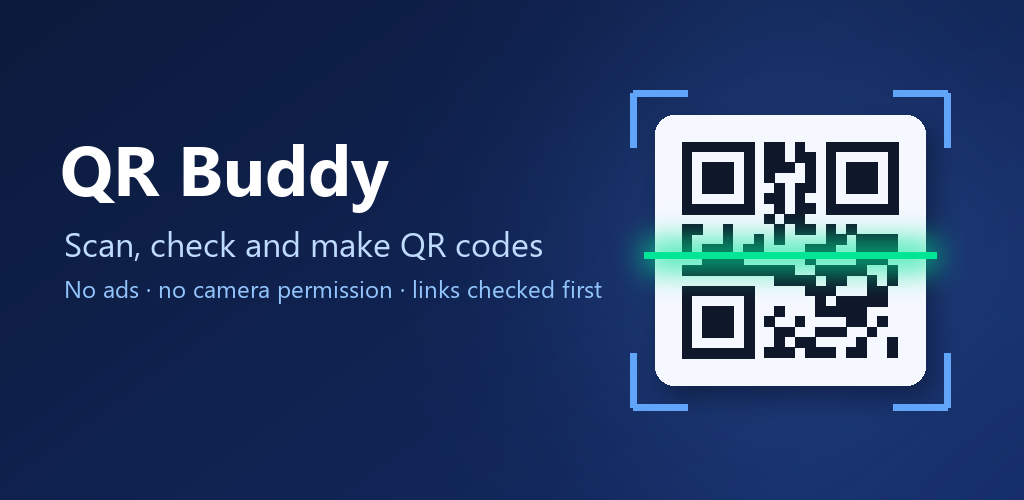 QR Buddy
Scan, check and make QR codes
No ads · no camera permission · links checked first